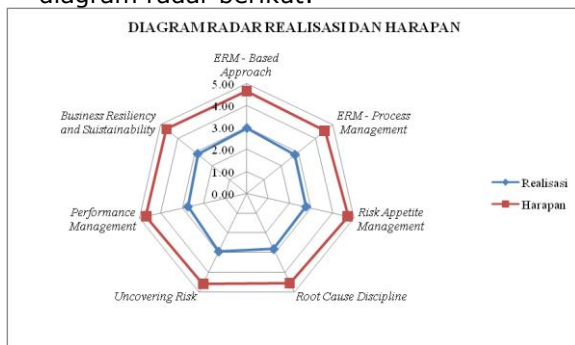 diagram radar berikut:
DIAGRAM RADAR REALISASI DAN HARAPAN
ERM - Based
Approach
5.00
4.00
3.00
2.00
1.00
0.00
ERM - Process
Management
Risk Appetite
Management
Root Cause Discipline
Uncovering Risk
Performance
Management
Business Resiliency
and Suistainability
Realisasi
Harapan